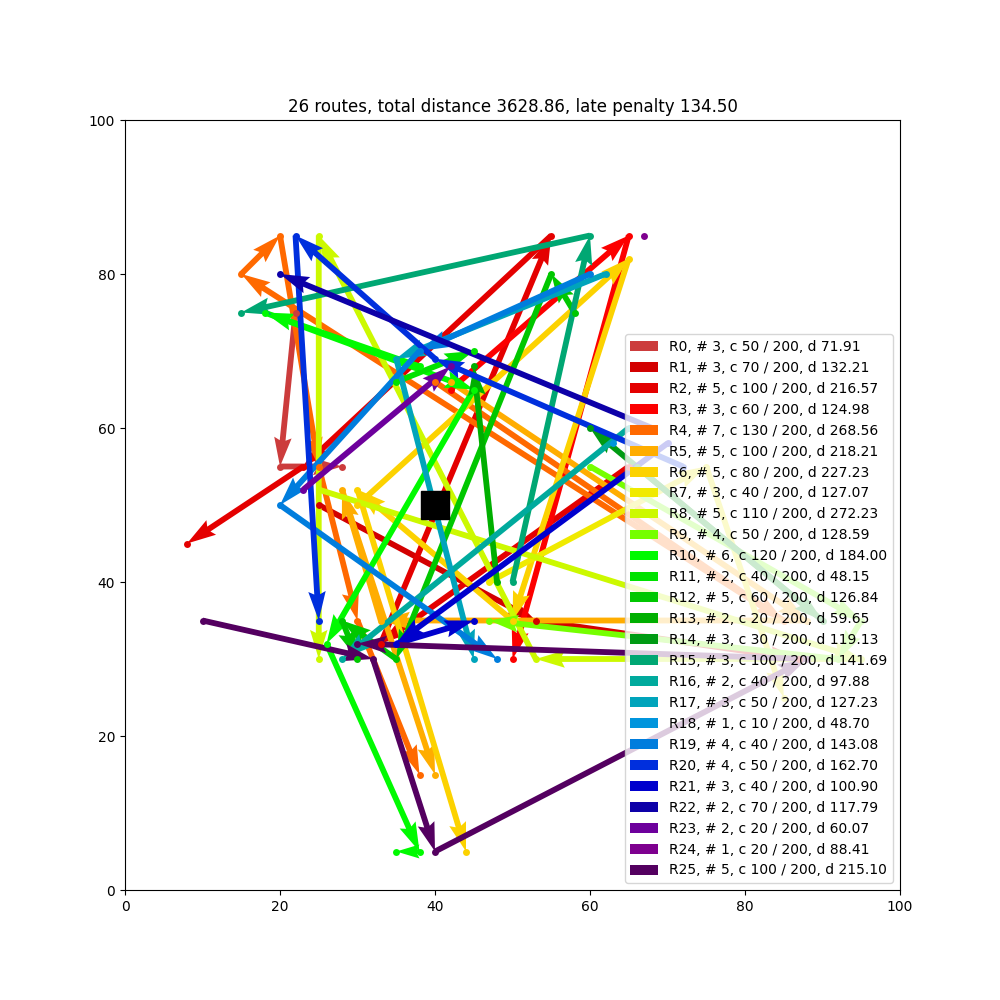 26 routes, total distance 3628.86, late penalty 134.50
100
80
60
40
20
0
0 20 40 60 80 100
R0, # 3, c 50 / 200, d 71.91
R1, # 3, c 70 / 200, d 132.21
R2, # 5, c 100 / 200, d 216.57
R3, # 3, c 60 / 200, d 124.98
R4, # 7, c 130 / 200, d 268.56
R5, # 5, c 100 / 200, d 218.21
R6, # 5, c 80 / 200, d 227.23
R7, # 3, c 40 / 200, d 127.07
R8, # 5, c 110 / 200, d 272.23
R9, # 4, c 50 / 200, d 128.59
R10, # 6, c 120 / 200, d 184.00
R11, # 2, c 40 / 200, d 48.15
R12, # 5, c 60 / 200, d 126.84
R13, # 2, c 20 / 200, d 59.65
R14, # 3, c 30 / 200, d 119.13
R15, # 3, c 100 / 200, d 141.69
R16, # 2, c 40 / 200, d 97.88
R17, # 3, c 50 / 200, d 127.23
R18, # 1, c 10 / 200, d 48.70
R19, # 4, c 40 / 200, d 143.08
R20, # 4, c 50 / 200, d 162.70
R21, # 3, c 40 / 200, d 100.90
R22, # 2, c 70 / 200, d 117.79
R23, # 2, c 20 / 200, d 60.07
R24, # 1, c 20 / 200, d 88.41
R25, # 5, c 100 / 200, d 215.10